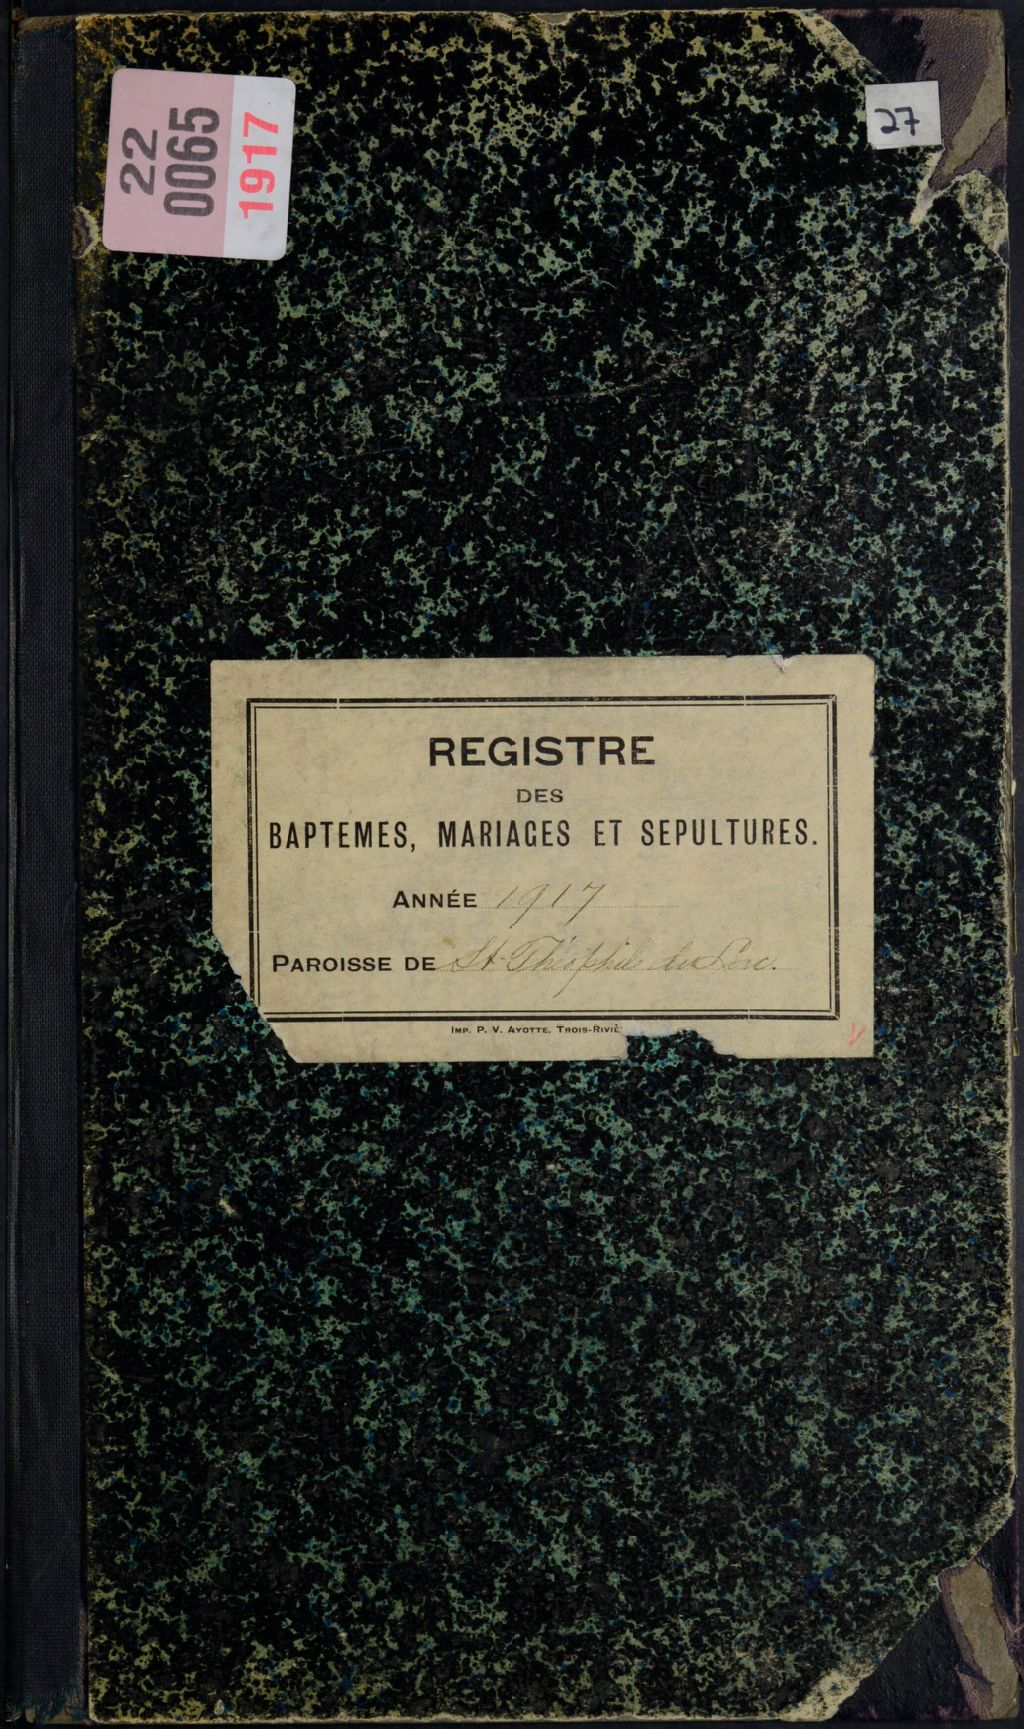 22
0065
1917
27
REGISTRE
DES
BAPTEMES, MARIAGES ET SEPULTURES.
ANNÉE 1917
PAROISSE DE St-Théophile du Lac.
IMP. P. V. AYOTTE, TROIS-RIVIÈ